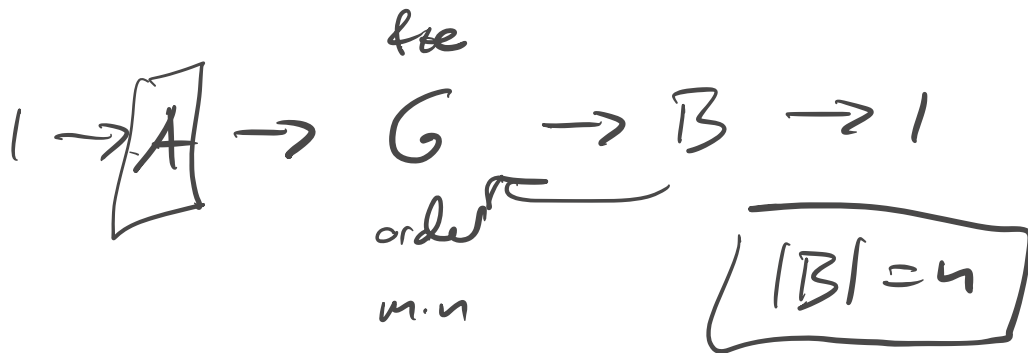 fte
1 → A → G → B → 1
order
m·n
|B| = n